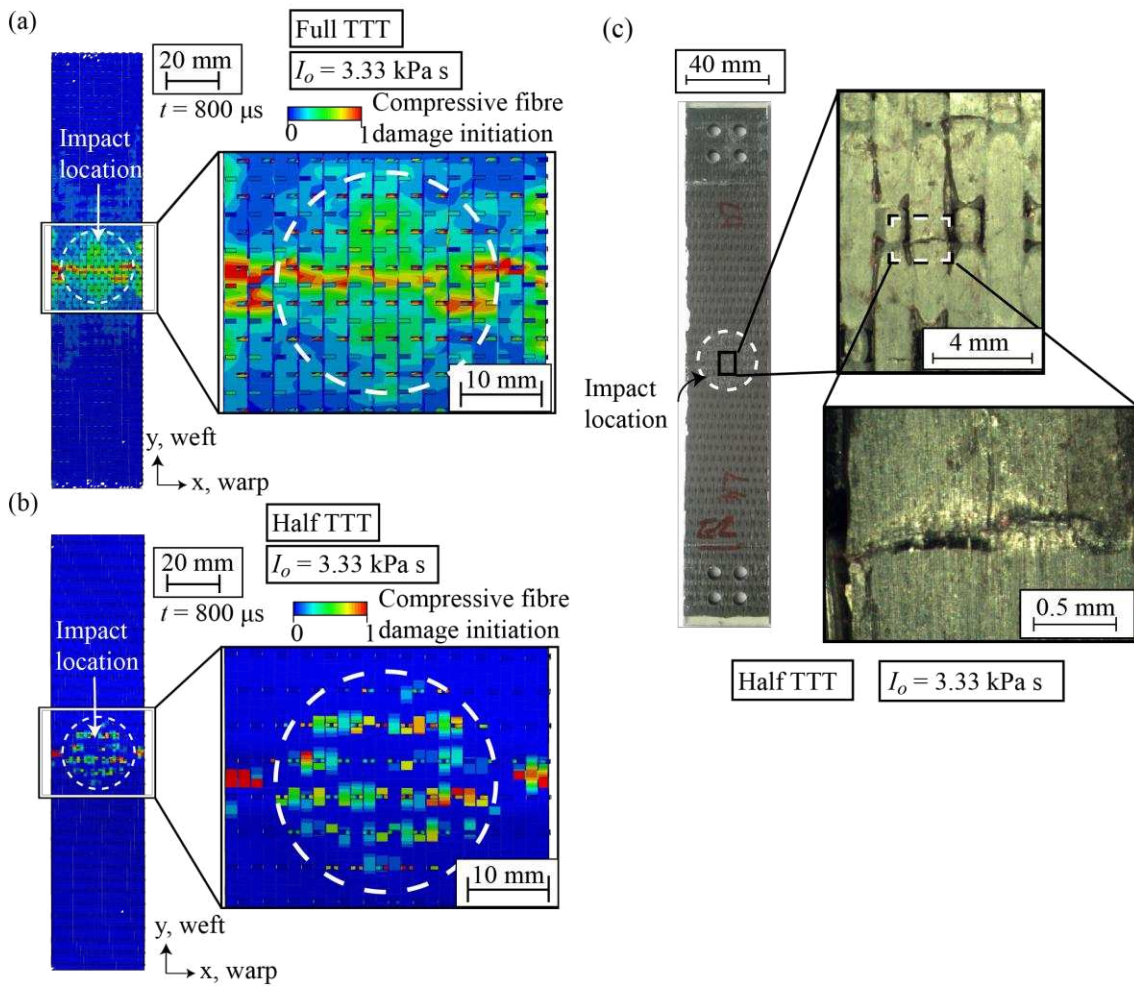 (a)
20 mm
t = 800 µs
Full TTT
I_o = 3.33 kPa s
Compressive fibre
0 1 damage initiation
Impact
location
10 mm
y, weft
x, warp
(b)
20 mm
t = 800 µs
Half TTT
I_o = 3.33 kPa s
Compressive fibre
0 1 damage initiation
Impact
location
10 mm
y, weft
x, warp
(c)
40 mm
Impact
location
4 mm
0.5 mm
Half TTT
I_o = 3.33 kPa s